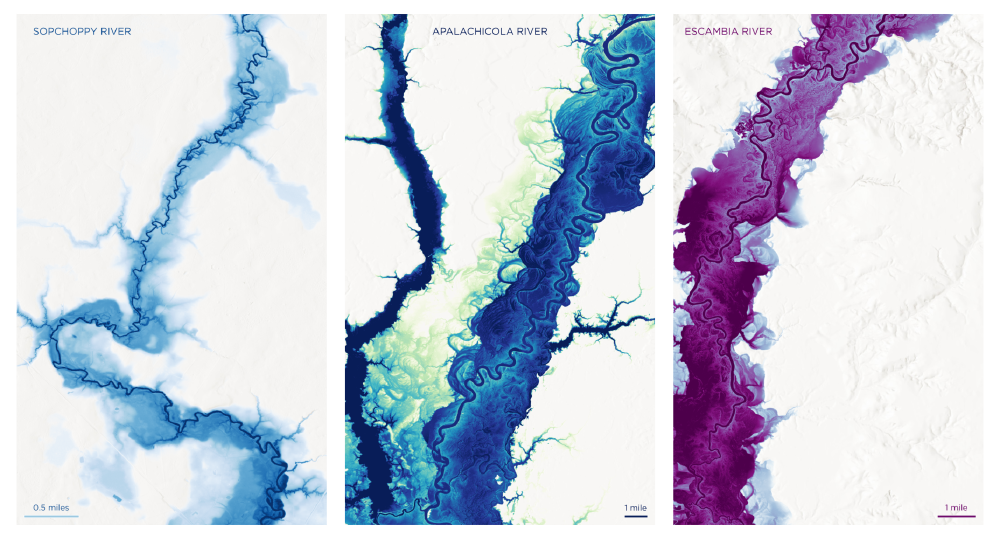 SOPCHOPPY RIVER
APALACHICOLA RIVER
ESCAMBIA RIVER
0.5 miles
1 mile
1 mile